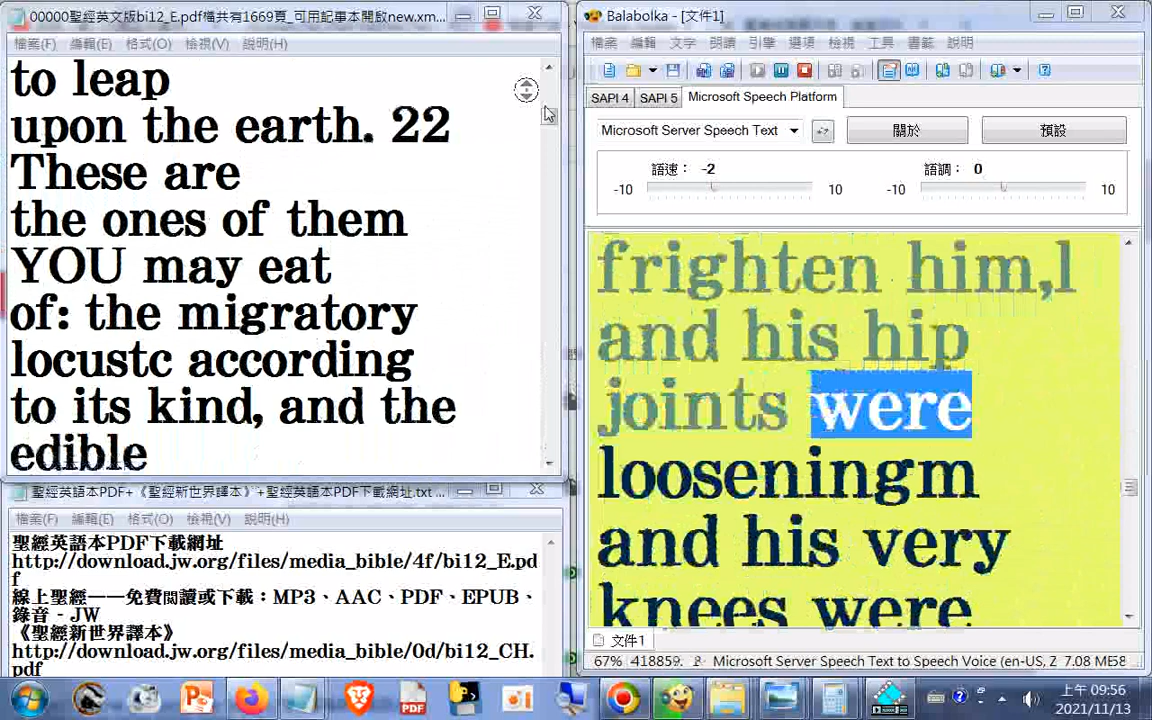 00000聖經英文版bi12_E.pdf檔共有1669頁_可用記事本開啟new.xm...
檔案(F) 編輯(E) 格式(O) 檢視(V) 說明(H)
to leap
upon the earth. 22
These are
the ones of them
YOU may eat
of: the migratory
locustc according
to its kind, and the
edible
聖經英語本PDF+《聖經新世界譯本》+聖經英語本PDF下載網址.txt ...
檔案(F) 編輯(E) 格式(O) 檢視(V) 說明(H)
聖經英語本PDF下載網址
http://download.jw.org/files/media_bible/4f/bi12_E.pd
f
線上聖經——免費閱讀或下載：MP3、AAC、PDF、EPUB、
錄音 - JW
《聖經新世界譯本》
http://download.jw.org/files/media_bible/0d/bi12_CH.
pdf
Balabolka - [文件1]
檔案 編輯 文字 朗讀 引擎 選項 檢視 工具 書籤 說明
SAPI 4 SAPI 5 Microsoft Speech Platform
Microsoft Server Speech Text 關於 預設
語速： -2 語調： 0
-10 10 -10 10
frighten him,l
and his hip
joints were
looseningm
and his very
knees were
文件1
67% 418859. Microsoft Server Speech Text to Speech Voice (en-US, Z 7.08 ME58
上午 09:56
2021/11/13